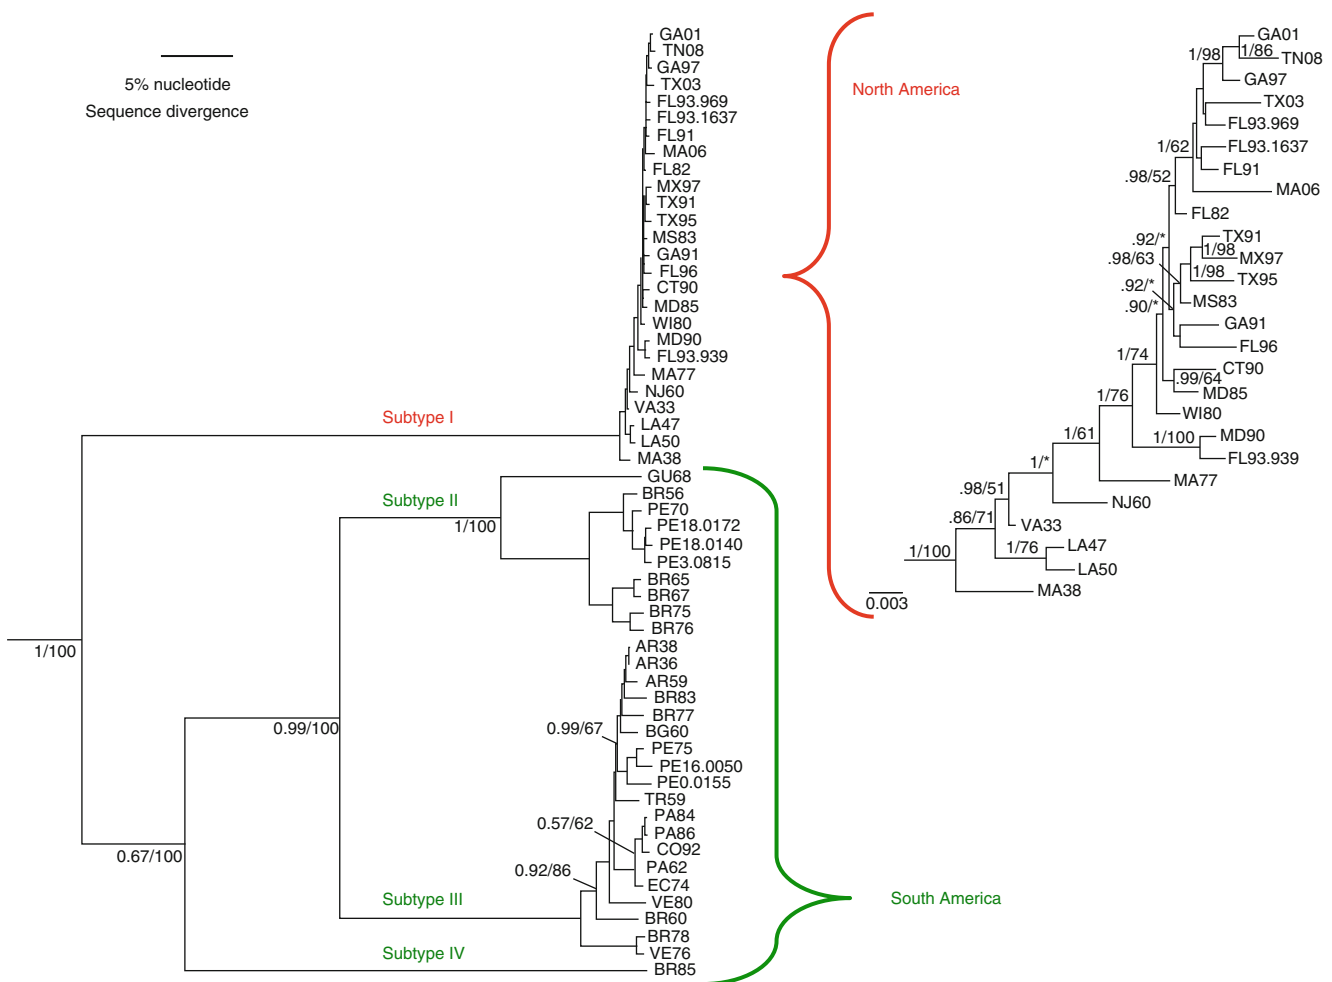 5% nucleotide
Sequence divergence
GA01
TN08
GA97
TX03
FL93.969
FL93.1637
FL91
MA06
FL82
MX97
TX91
TX95
MS83
GA91
FL96
CT90
MD85
WI80
MD90
FL93.939
MA77
NJ60
VA33
LA47
LA50
MA38
Subtype I
GU68
Subtype II
1/100
BR56
PE70
PE18.0172
PE18.0140
PE3.0815
BR65
BR67
BR75
BR76
1/100
AR38
AR36
AR59
BR83
BR77
BG60
0.99/100
0.99/67
PE75
PE16.0050
PE0.0155
TR59
PA84
PA86
CO92
0.57/62
PA62
EC74
0.67/100
0.92/86
VE80
BR60
Subtype III
BR78
VE76
Subtype IV
BR85
North America
South America
GA01
1/86
TN08
1/98
GA97
TX03
FL93.969
1/62
FL93.1637
FL91
.98/52
MA06
FL82
.92/*
TX91
1/98
MX97
.98/63
1/98
TX95
.92/*
MS83
.90/*
GA91
FL96
1/74
CT90
.99/64
MD85
1/76
WI80
1/61
1/100
MD90
FL93.939
1/*
MA77
.98/51
NJ60
.86/71
VA33
1/100
1/76
LA47
LA50
MA38
0.003